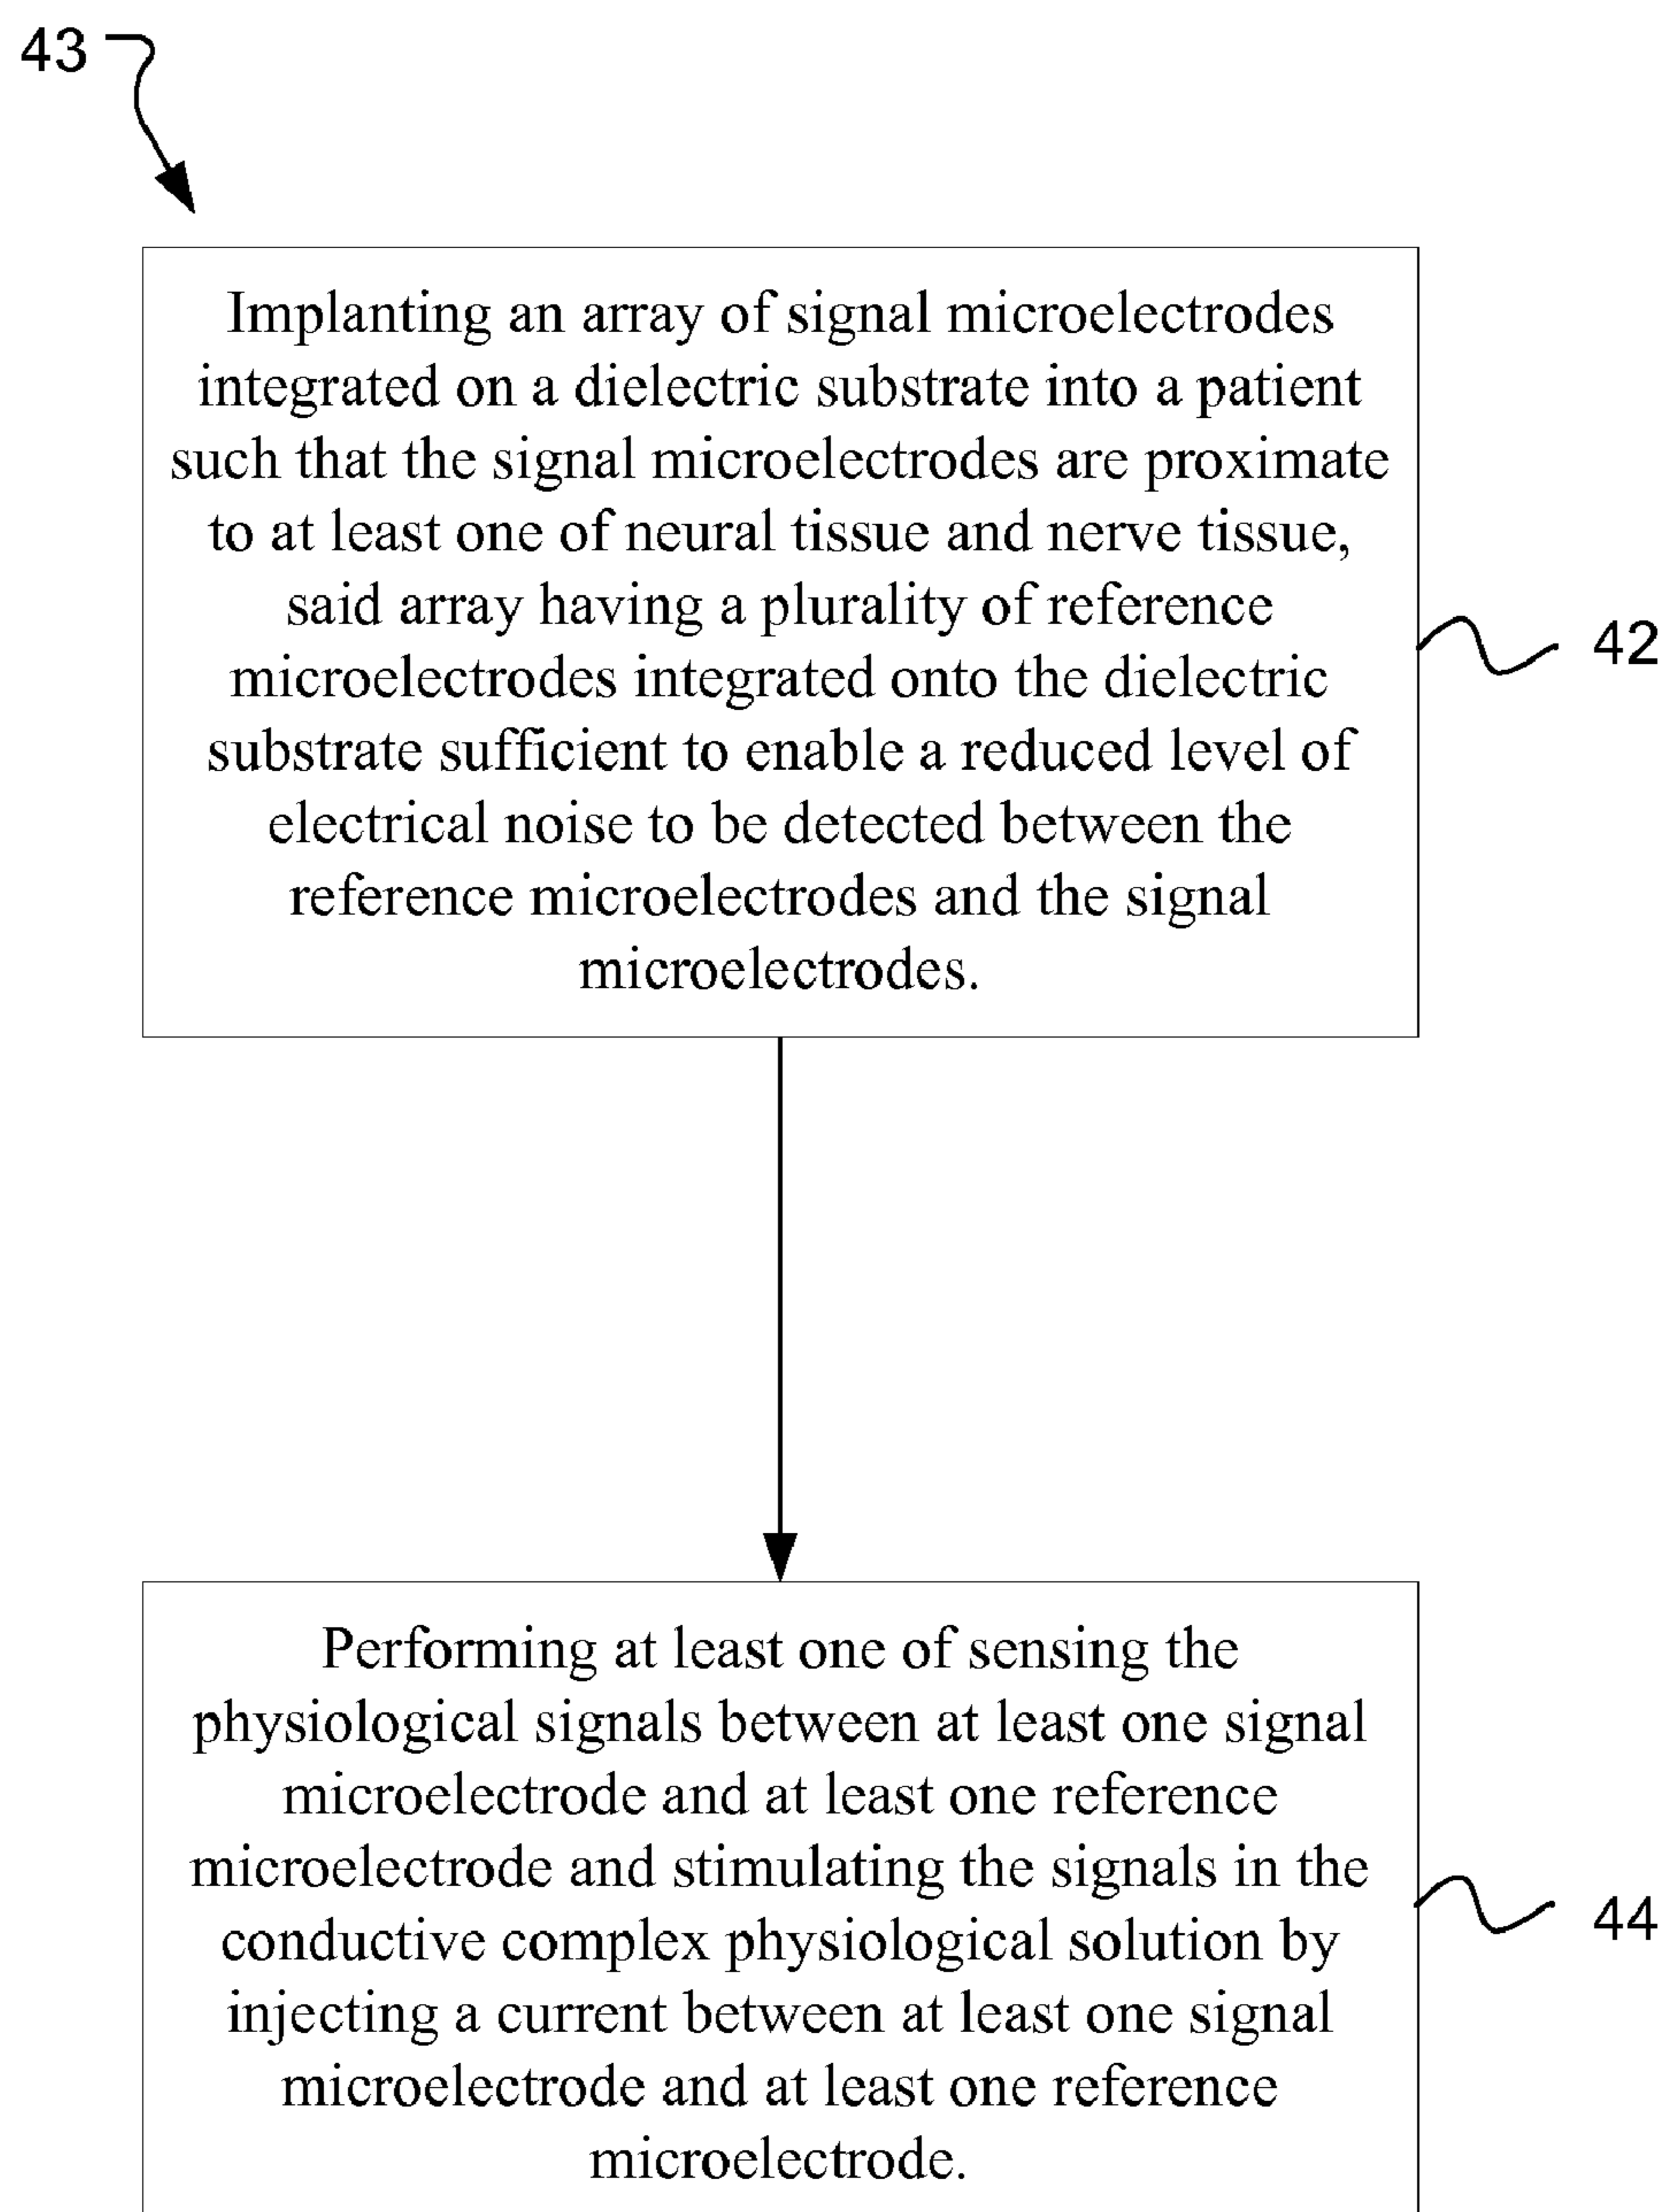 43
Implanting an array of signal microelectrodes
integrated on a dielectric substrate into a patient
such that the signal microelectrodes are proximate
to at least one of neural tissue and nerve tissue,
said array having a plurality of reference
microelectrodes integrated onto the dielectric
substrate sufficient to enable a reduced level of
electrical noise to be detected between the
reference microelectrodes and the signal
microelectrodes.
42
Performing at least one of sensing the
physiological signals between at least one signal
microelectrode and at least one reference
microelectrode and stimulating the signals in the
conductive complex physiological solution by
injecting a current between at least one signal
microelectrode and at least one reference
microelectrode.
44